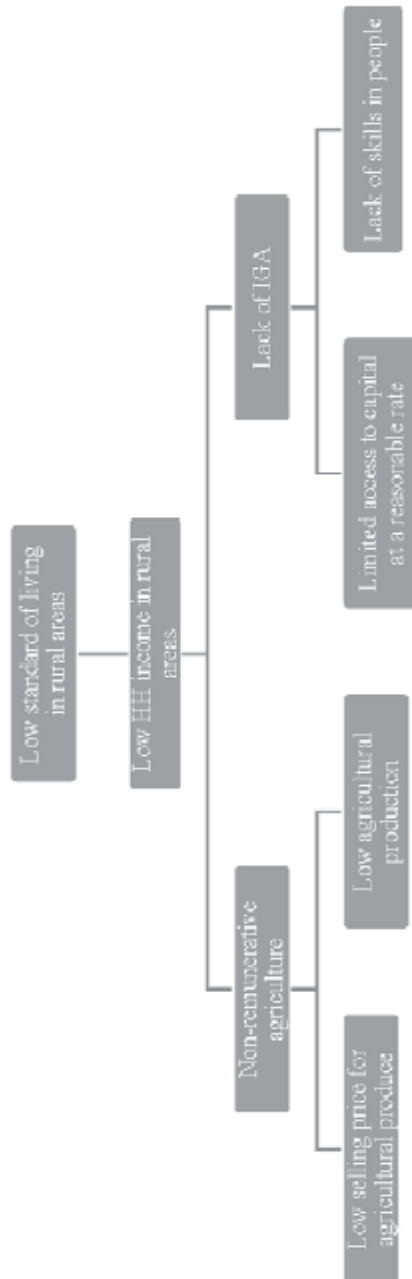 Low standard of living
in rural areas
Low HH income in rural
areas
Non-remunerative
agriculture
Lack of IGA
Low selling price for
agricultural produce
Low agricultural
production
Limited access to capital
at a reasonable rate
Lack of skills in people